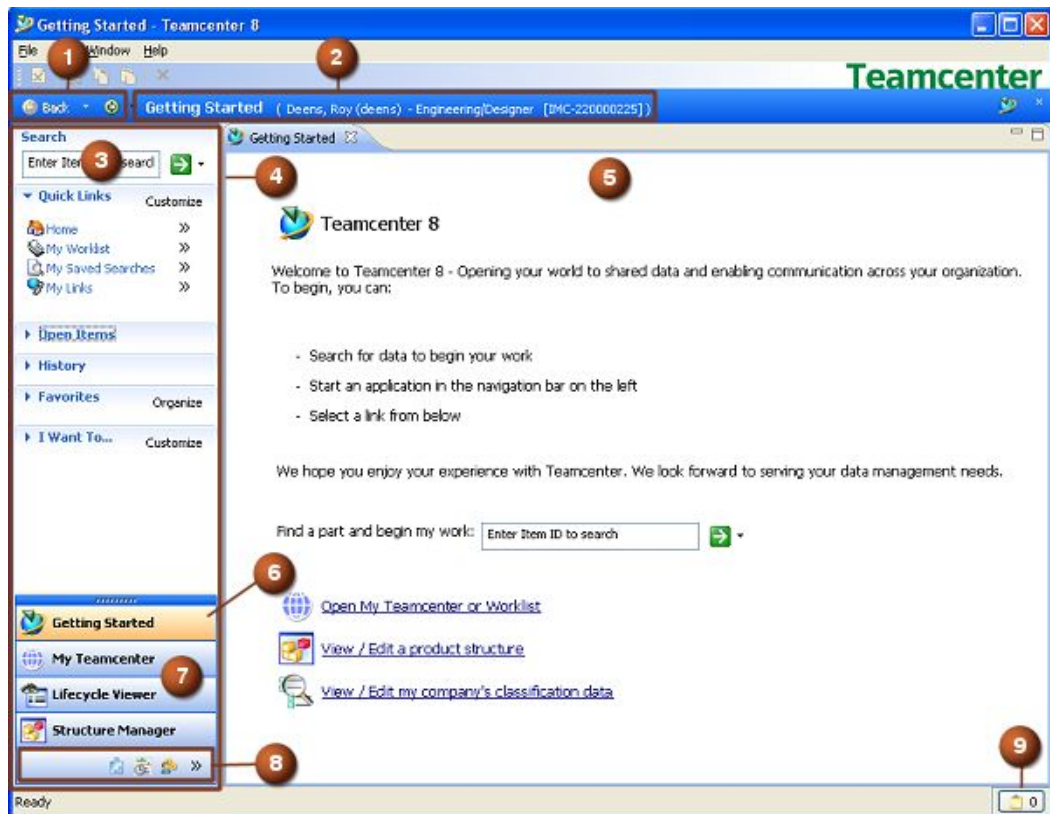 Getting Started - Teamcenter 8
File Window Help
1
2
Teamcenter
Back
Getting Started ( Deens, Roy (deens) - Engineering/Designer [IMC-220000225] )
Search
Getting Started
Enter Item search
3
4
5
Quick Links Customize
Home
My Worklist
My Saved Searches
My Links
Open Items
History
Favorites Organize
I Want To... Customize
Teamcenter 8
Welcome to Teamcenter 8 - Opening your world to shared data and enabling communication across your organization.
To begin, you can:
- Search for data to begin your work
- Start an application in the navigation bar on the left
- Select a link from below
We hope you enjoy your experience with Teamcenter. We look forward to serving your data management needs.
Find a part and begin my work: Enter Item ID to search
6
Getting Started
My Teamcenter
7
Lifecycle Viewer
Structure Manager
8
Open My Teamcenter or Worklist
View / Edit a product structure
View / Edit my company's classification data
9
Ready
0